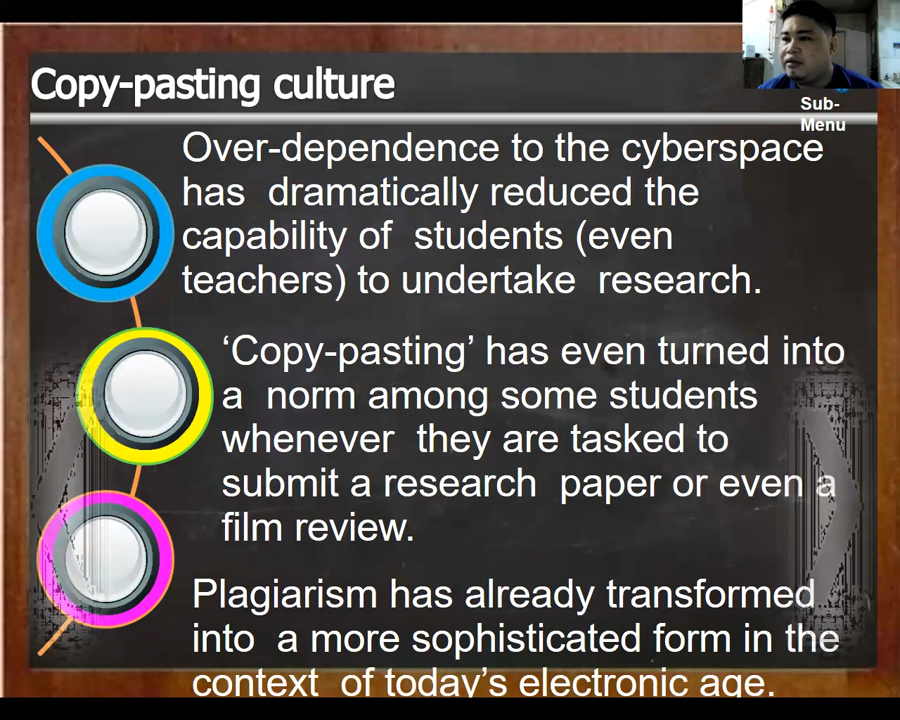 Copy-pasting culture
Sub-
Menu
Over-dependence to the cyberspace
has dramatically reduced the
capability of students (even
teachers) to undertake research.
‘Copy-pasting’ has even turned into
a norm among some students
whenever they are tasked to
submit a research paper or even a
film review.
Plagiarism has already transformed
into a more sophisticated form in the
context of today’s electronic age.